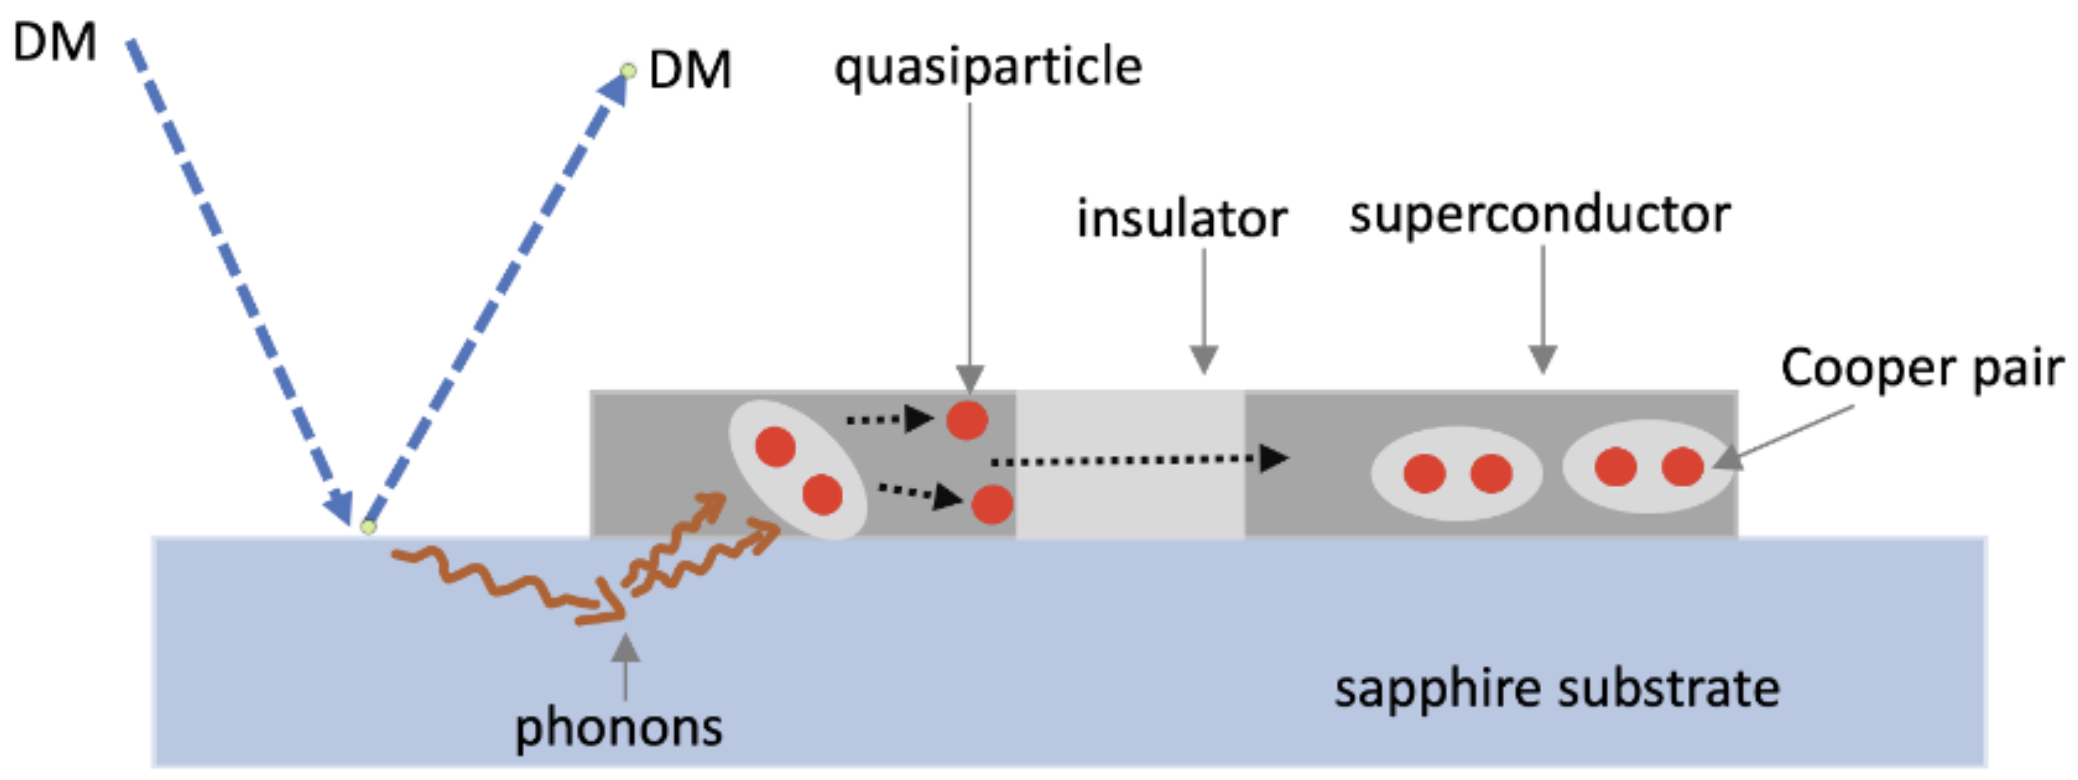 DM
DM
quasiparticle
insulator
superconductor
Cooper pair
sapphire substrate
phonons